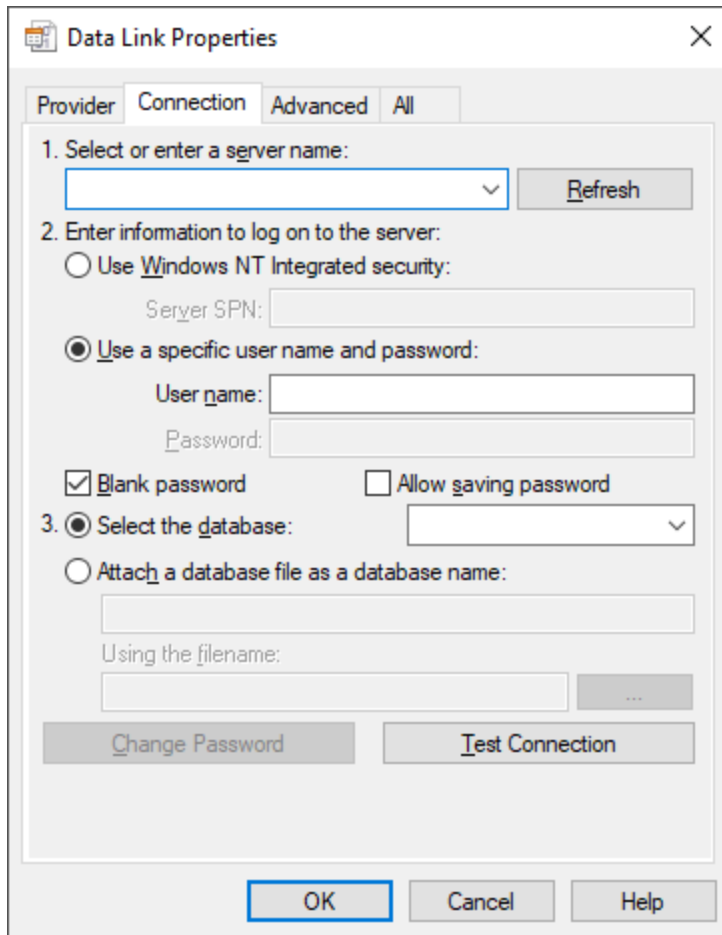 Data Link Properties
Provider Connection Advanced All
1. Select or enter a server name:
Refresh
2. Enter information to log on to the server:
Use Windows NT Integrated security:
Server SPN:
Use a specific user name and password:
User name:
Password:
Blank password Allow saving password
3. Select the database:
Attach a database file as a database name:
Using the filename:
...
Change Password Test Connection
OK Cancel Help